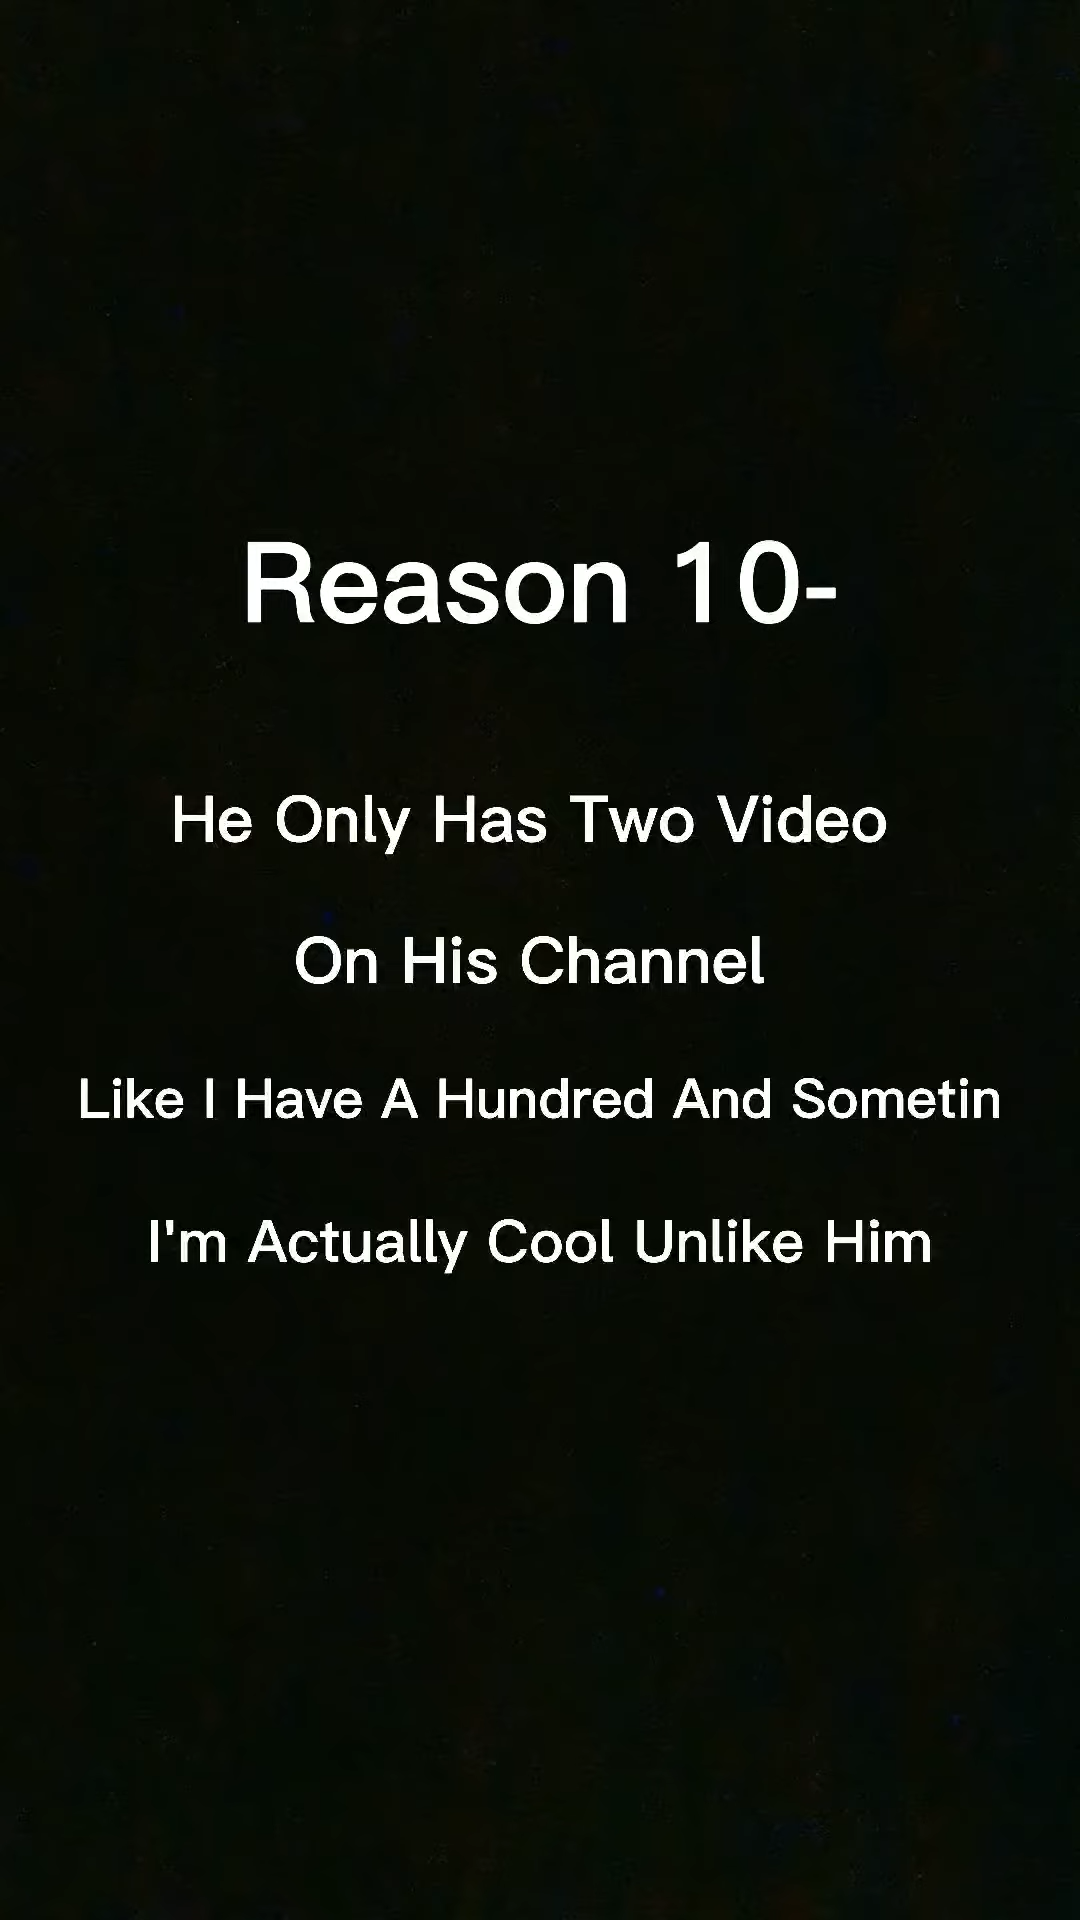 Reason 10-
He Only Has Two Video
On His Channel
Like I Have A Hundred And Sometin
I'm Actually Cool Unlike Him